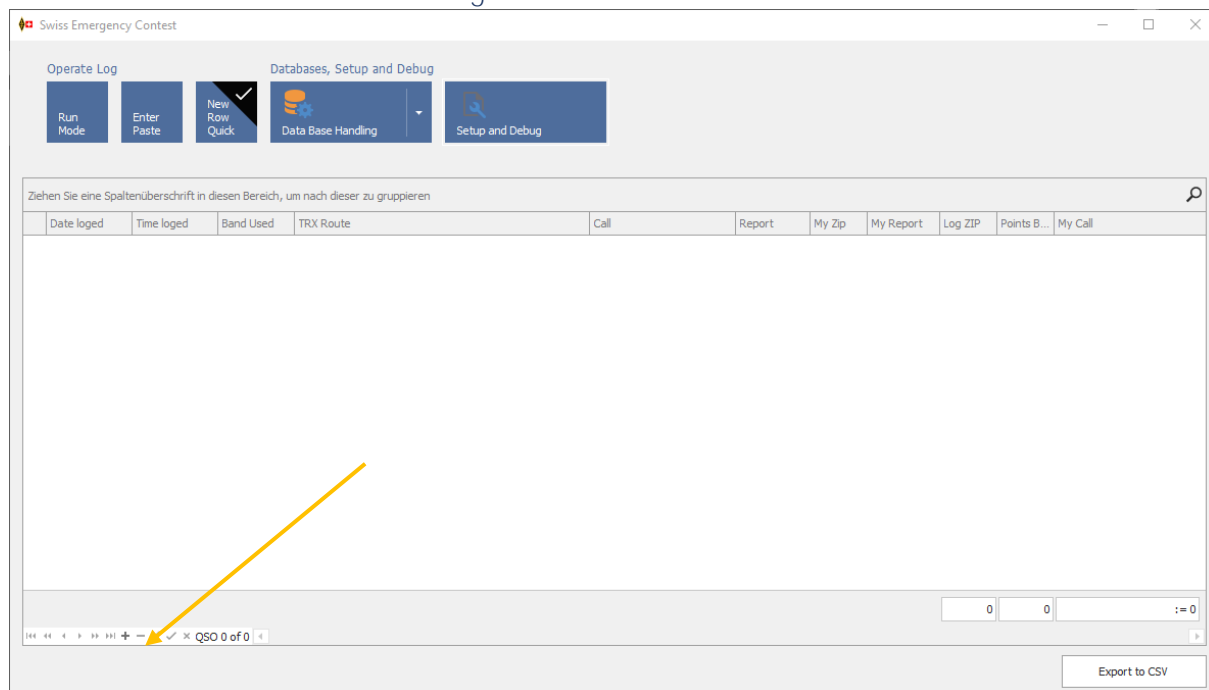 Swiss Emergency Contest
Operate Log
Databases, Setup and Debug
Run
Mode
Enter
Paste
New
Row
Quick
Data Base Handling
Setup and Debug
Ziehen Sie eine Spaltenüberschrift in diesen Bereich, um nach dieser zu gruppieren
Date loged Time loged Band Used TRX Route Call Report My Zip My Report Log ZIP Points B... My Call
0 0 := 0
QSO 0 of 0
Export to CSV